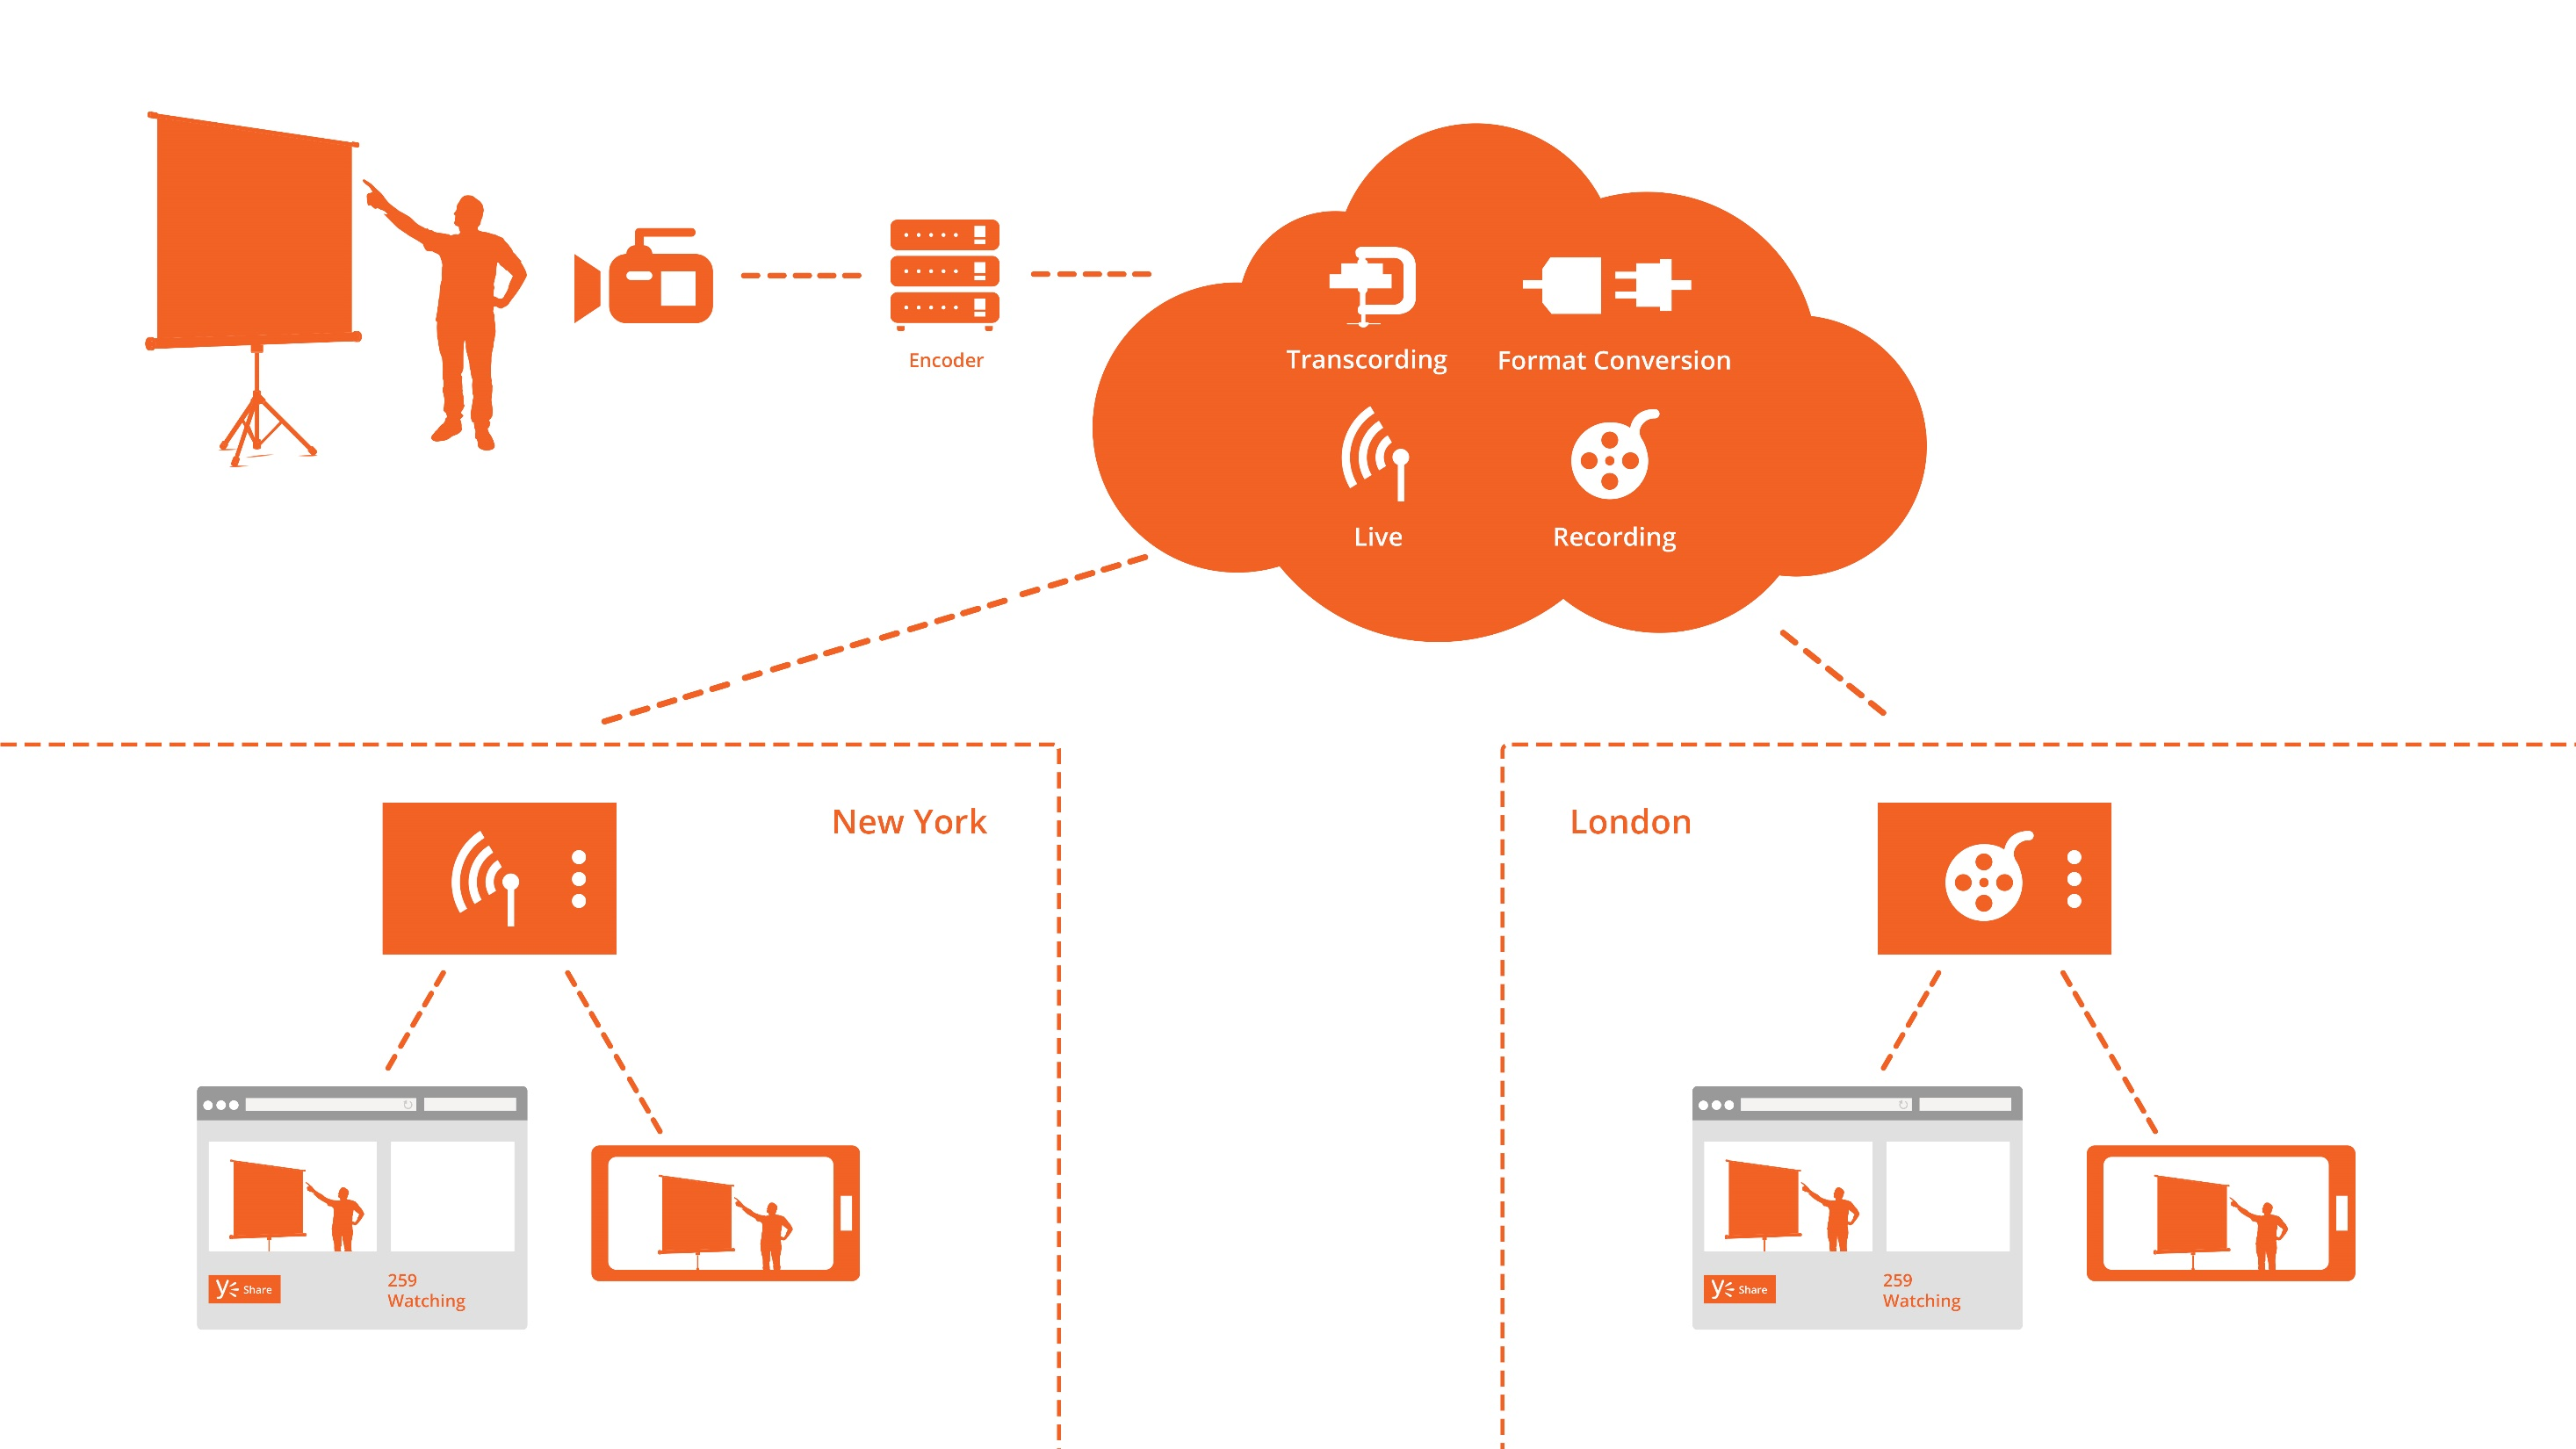 Encoder
Transcording
Format Conversion
Live
Recording
New York
London
y Share
259
Watching
y Share
259
Watching